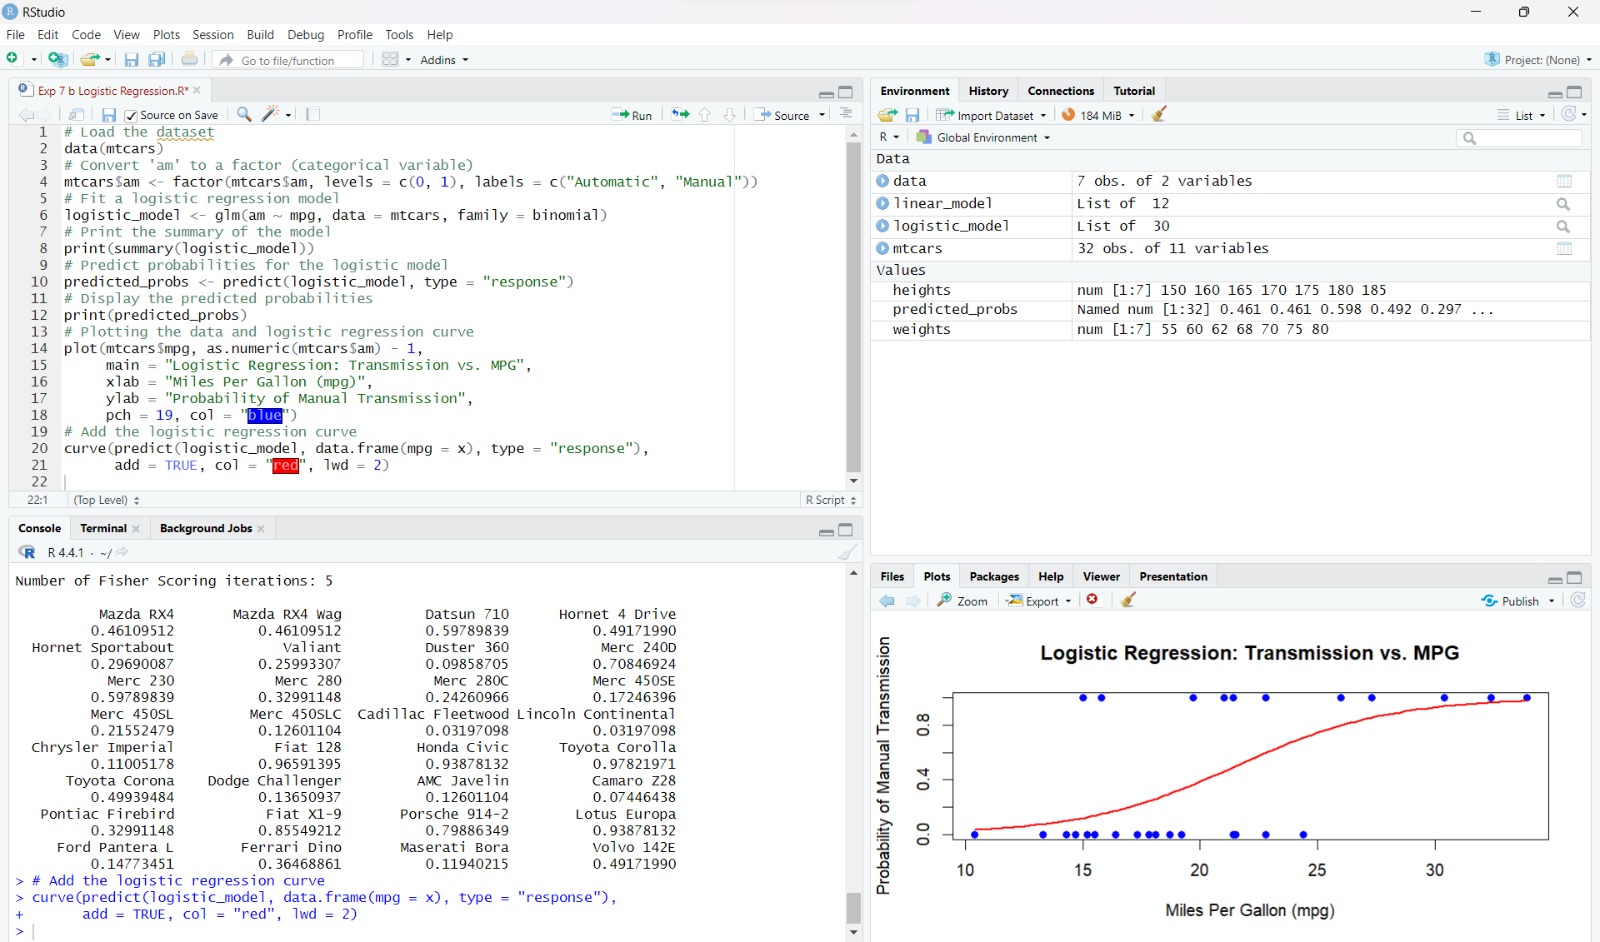 RStudio
File Edit Code View Plots Session Build Debug Profile Tools Help
Go to file/function Addins Project: (None)
Exp 7 b Logistic Regression.R*
Source on Save Run Source
1 # Load the dataset
2 data(mtcars)
3 # Convert 'am' to a factor (categorical variable)
4 mtcars$am <- factor(mtcars$am, levels = c(0, 1), labels = c("Automatic", "Manual"))
5 # Fit a logistic regression model
6 logistic_model <- glm(am ~ mpg, data = mtcars, family = binomial)
7 # Print the summary of the model
8 print(summary(logistic_model))
9 # Predict probabilities for the logistic model
10 predicted_probs <- predict(logistic_model, type = "response")
11 # Display the predicted probabilities
12 print(predicted_probs)
13 # Plotting the data and logistic regression curve
14 plot(mtcars$mpg, as.numeric(mtcars$am) - 1,
15 main = "Logistic Regression: Transmission vs. MPG",
16 xlab = "Miles Per Gallon (mpg)",
17 ylab = "Probability of Manual Transmission",
18 pch = 19, col = "blue")
19 # Add the logistic regression curve
20 curve(predict(logistic_model, data.frame(mpg = x), type = "response"),
21 add = TRUE, col = "red", lwd = 2)
22
22:1 (Top Level) R Script
Console Terminal Background Jobs
R 4.4.1 · ~/
Number of Fisher Scoring iterations: 5
Mazda RX4 Mazda RX4 Wag Datsun 710 Hornet 4 Drive
0.46109512 0.46109512 0.59789839 0.49171990
Hornet Sportabout Valiant Duster 360 Merc 240D
0.29690087 0.25993307 0.09858705 0.70846924
Merc 230 Merc 280 Merc 280C Merc 450SE
0.59789839 0.32991148 0.24260966 0.17246396
Merc 450SL Merc 450SLC Cadillac Fleetwood Lincoln Continental
0.21552479 0.12601104 0.03197098 0.03197098
Chrysler Imperial Fiat 128 Honda Civic Toyota Corolla
0.11005178 0.96591395 0.93878132 0.97821971
Toyota Corona Dodge Challenger AMC Javelin Camaro Z28
0.49939484 0.13650937 0.12601104 0.07446438
Pontiac Firebird Fiat X1-9 Porsche 914-2 Lotus Europa
0.32991148 0.85549212 0.79886349 0.93878132
Ford Pantera L Ferrari Dino Maserati Bora Volvo 142E
0.14773451 0.36468861 0.11940215 0.49171990
> # Add the logistic regression curve
> curve(predict(logistic_model, data.frame(mpg = x), type = "response"),
+ add = TRUE, col = "red", lwd = 2)
>
Environment History Connections Tutorial
Import Dataset 184 MiB List
R Global Environment
Data
data 7 obs. of 2 variables
linear_model List of 12
logistic_model List of 30
mtcars 32 obs. of 11 variables
Values
heights num [1:7] 150 160 165 170 175 180 185
predicted_probs Named num [1:32] 0.461 0.461 0.598 0.492 0.297 ...
weights num [1:7] 55 60 62 68 70 75 80
Files Plots Packages Help Viewer Presentation
Zoom Export Publish
Logistic Regression: Transmission vs. MPG
Probability of Manual Transmission
0.8
0.4
0.0
10 15 20 25 30
Miles Per Gallon (mpg)